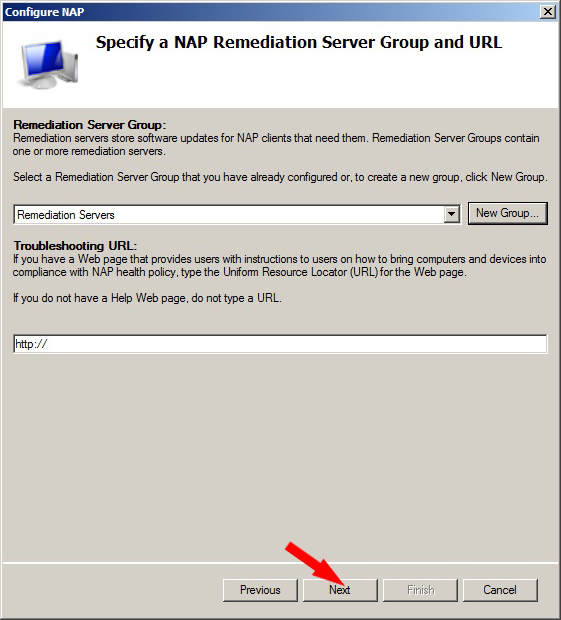 Configure NAP
Specify a NAP Remediation Server Group and URL
Remediation Server Group:
Remediation servers store software updates for NAP clients that need them. Remediation Server Groups contain
one or more remediation servers.
Select a Remediation Server Group that you have already configured or, to create a new group, click New Group.
Remediation Servers
New Group...
Troubleshooting URL:
If you have a Web page that provides users with instructions to users on how to bring computers and devices into
compliance with NAP health policy, type the Uniform Resource Locator (URL) for the Web page.
If you do not have a Help Web page, do not type a URL.
http://
Previous
Next
Finish
Cancel